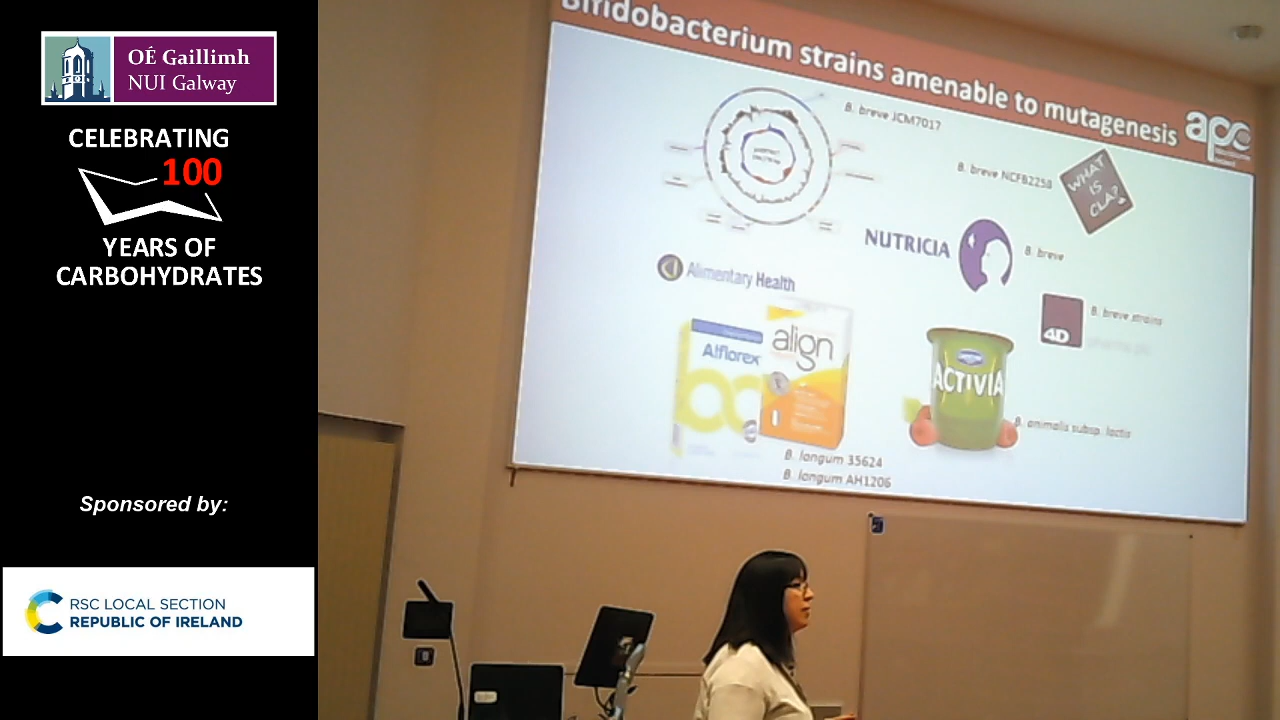 OÉ Gaillimh
NUI Galway
CELEBRATING
100
YEARS OF
CARBOHYDRATES
Sponsored by:
RSC LOCAL SECTION
REPUBLIC OF IRELAND
Bifidobacterium strains amenable to mutagenesis
apc
B. breve JCM7017
B. breve NCFB2258
WHAT
IS
CLA?
NUTRICIA
B. breve
Alimentary Health
B. breve strains
4D
Alflorex
align
ACTIVIA
B. animalis subsp. lactis
B. longum 35624
B. longum AH1206